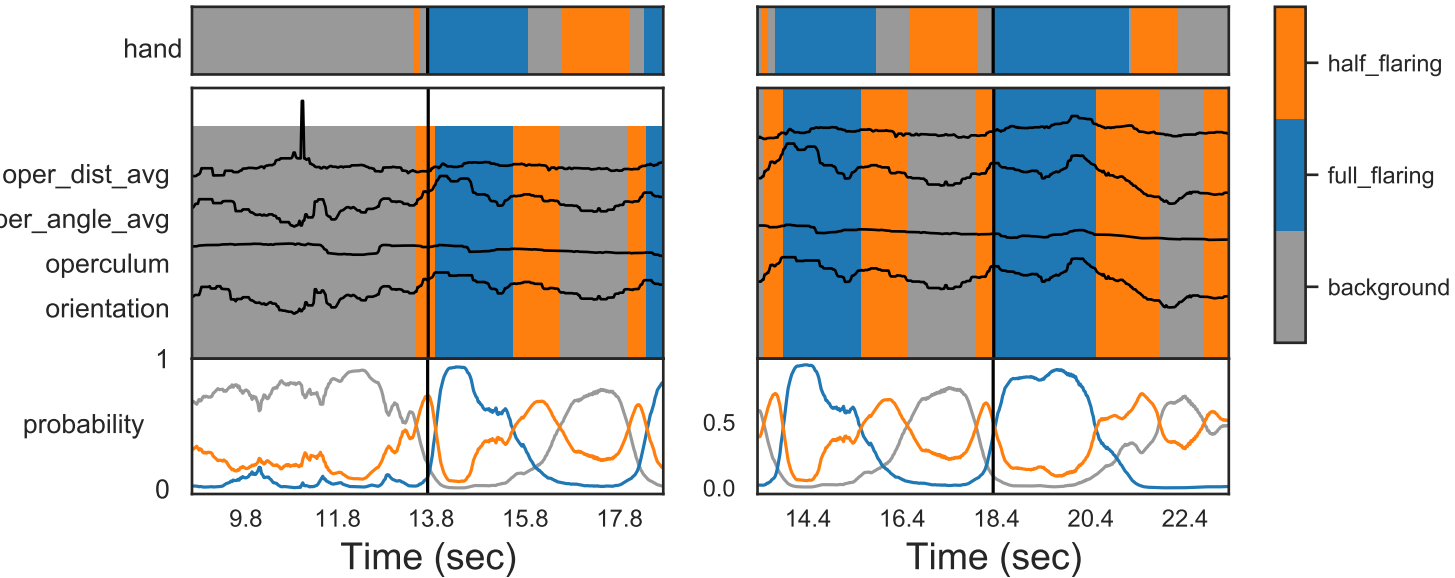 hand
oper_dist_avg
per_angle_avg
operculum
orientation
1
probability
0
9.8 11.8 13.8 15.8 17.8
Time (sec)
0.5
0.0
14.4 16.4 18.4 20.4 22.4
Time (sec)
half_flaring
full_flaring
background